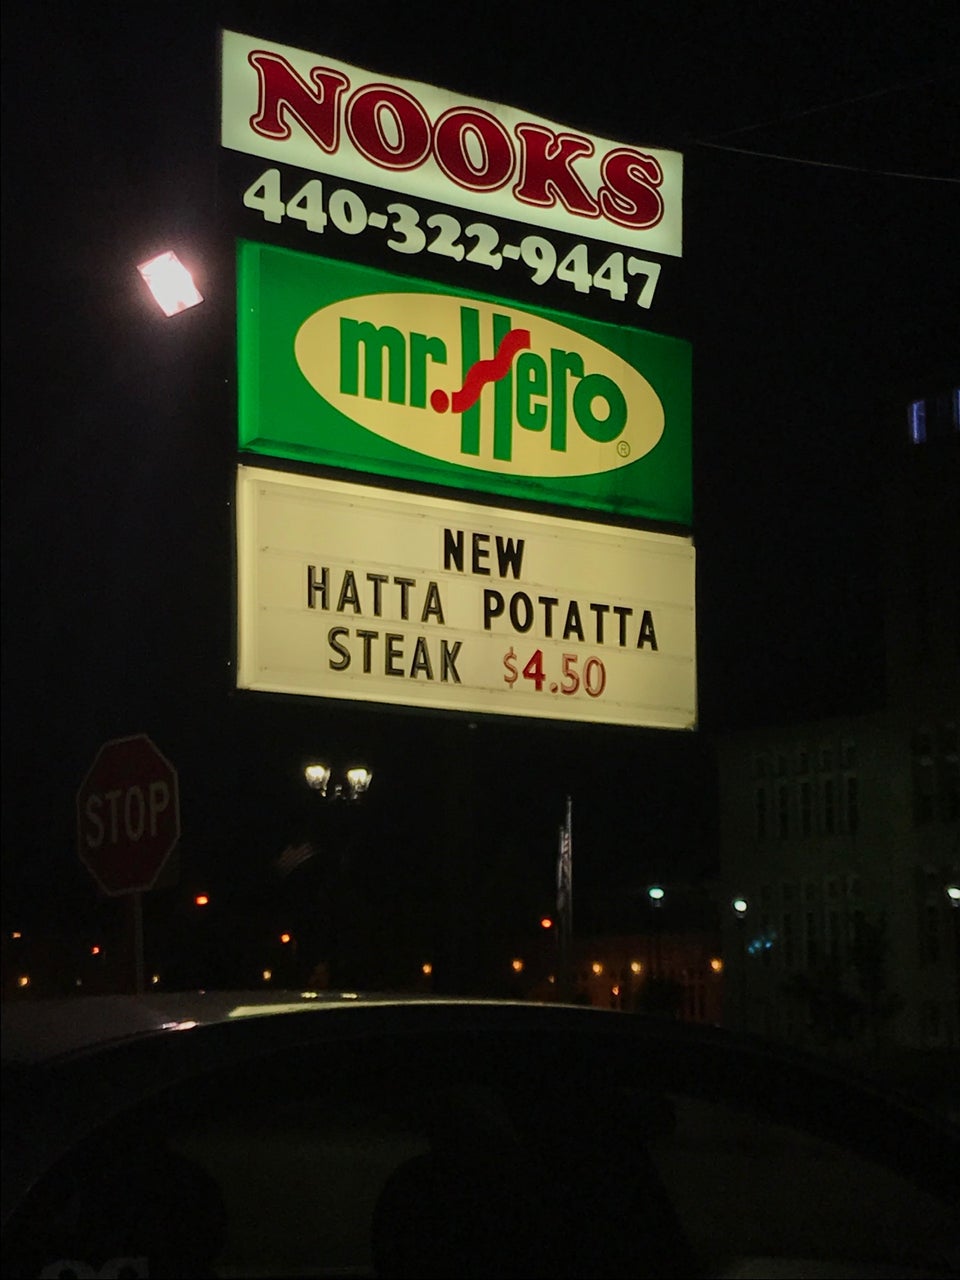 NOOKS
440-322-9447
mr. Hero
®
NEW
HATTA POTATTA
STEAK $4.50
STOP